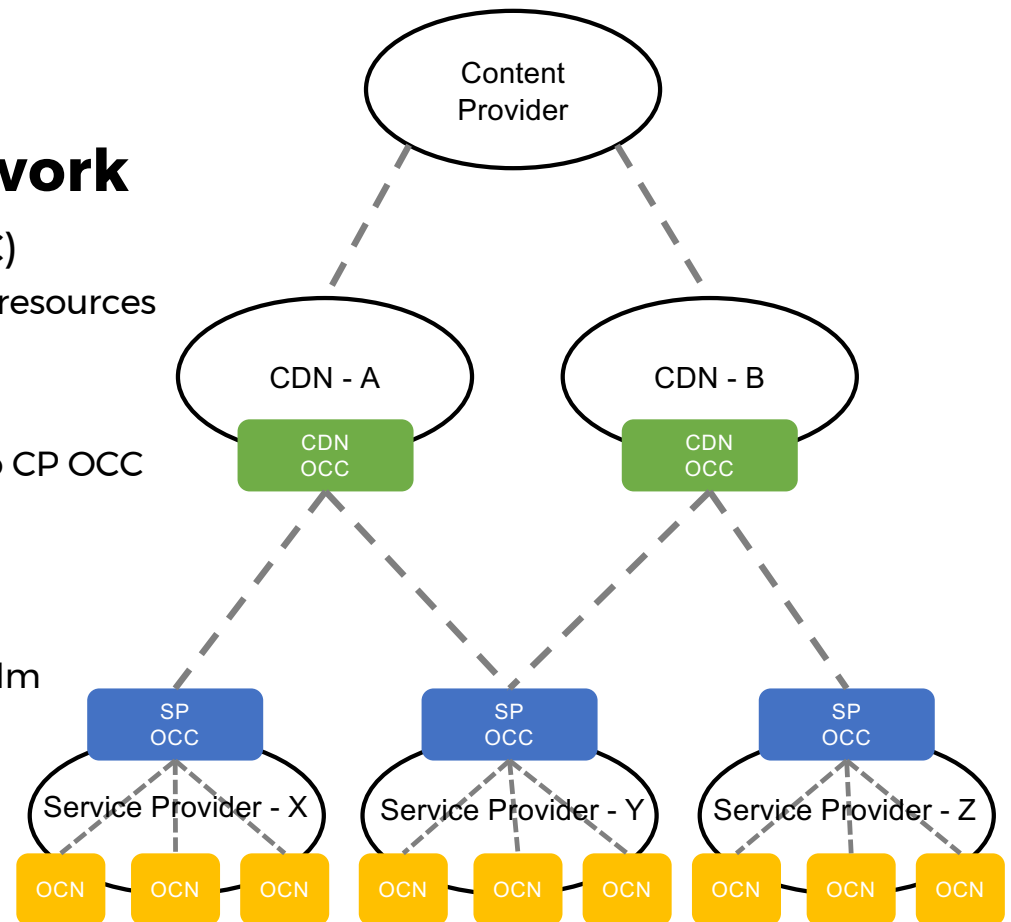 Content
Provider
work
C)
resources
CDN - A
CDN - B
CDN
OCC
CDN
OCC
CP OCC
lm
SP
OCC
SP
OCC
SP
OCC
Service Provider - X
Service Provider - Y
Service Provider - Z
OCN
OCN
OCN
OCN
OCN
OCN
OCN
OCN
OCN